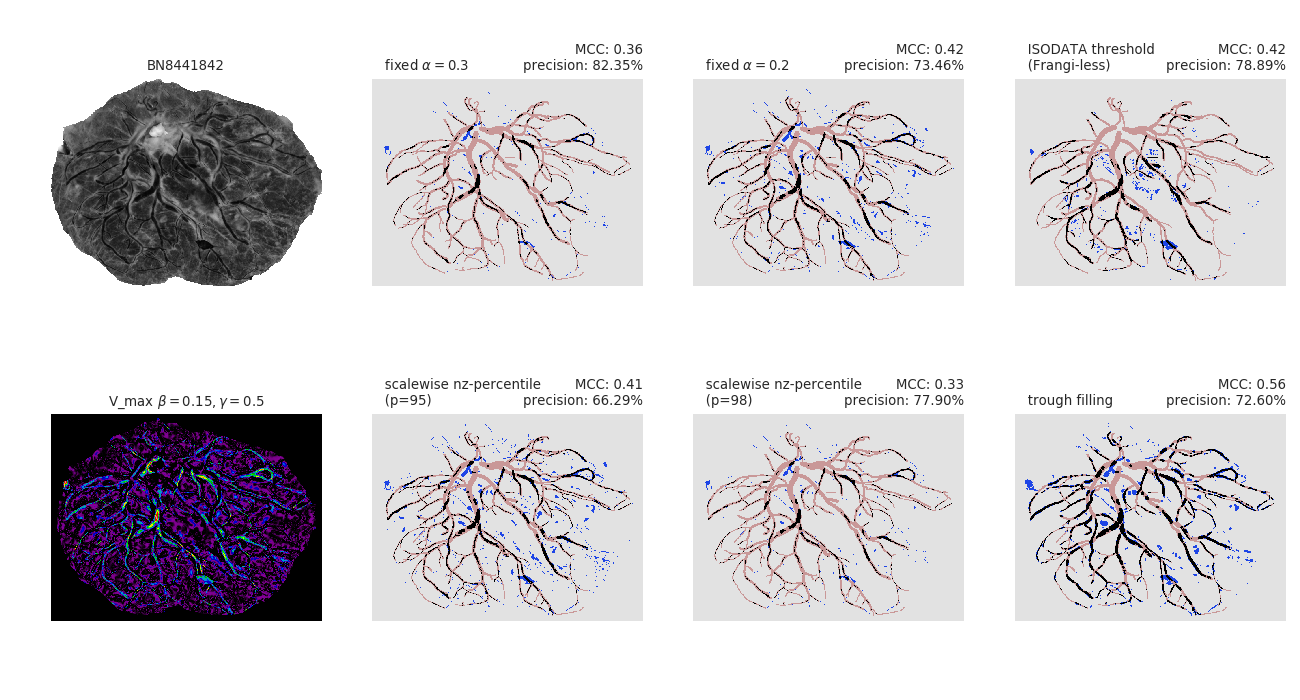 BN8441842
MCC: 0.36
fixed α = 0.3 precision: 82.35%
MCC: 0.42
fixed α = 0.2 precision: 73.46%
ISODATA threshold MCC: 0.42
(Frangi-less) precision: 78.89%
V_max β = 0.15, γ = 0.5
scalewise nz-percentile MCC: 0.41
(p=95) precision: 66.29%
scalewise nz-percentile MCC: 0.33
(p=98) precision: 77.90%
MCC: 0.56
trough filling precision: 72.60%